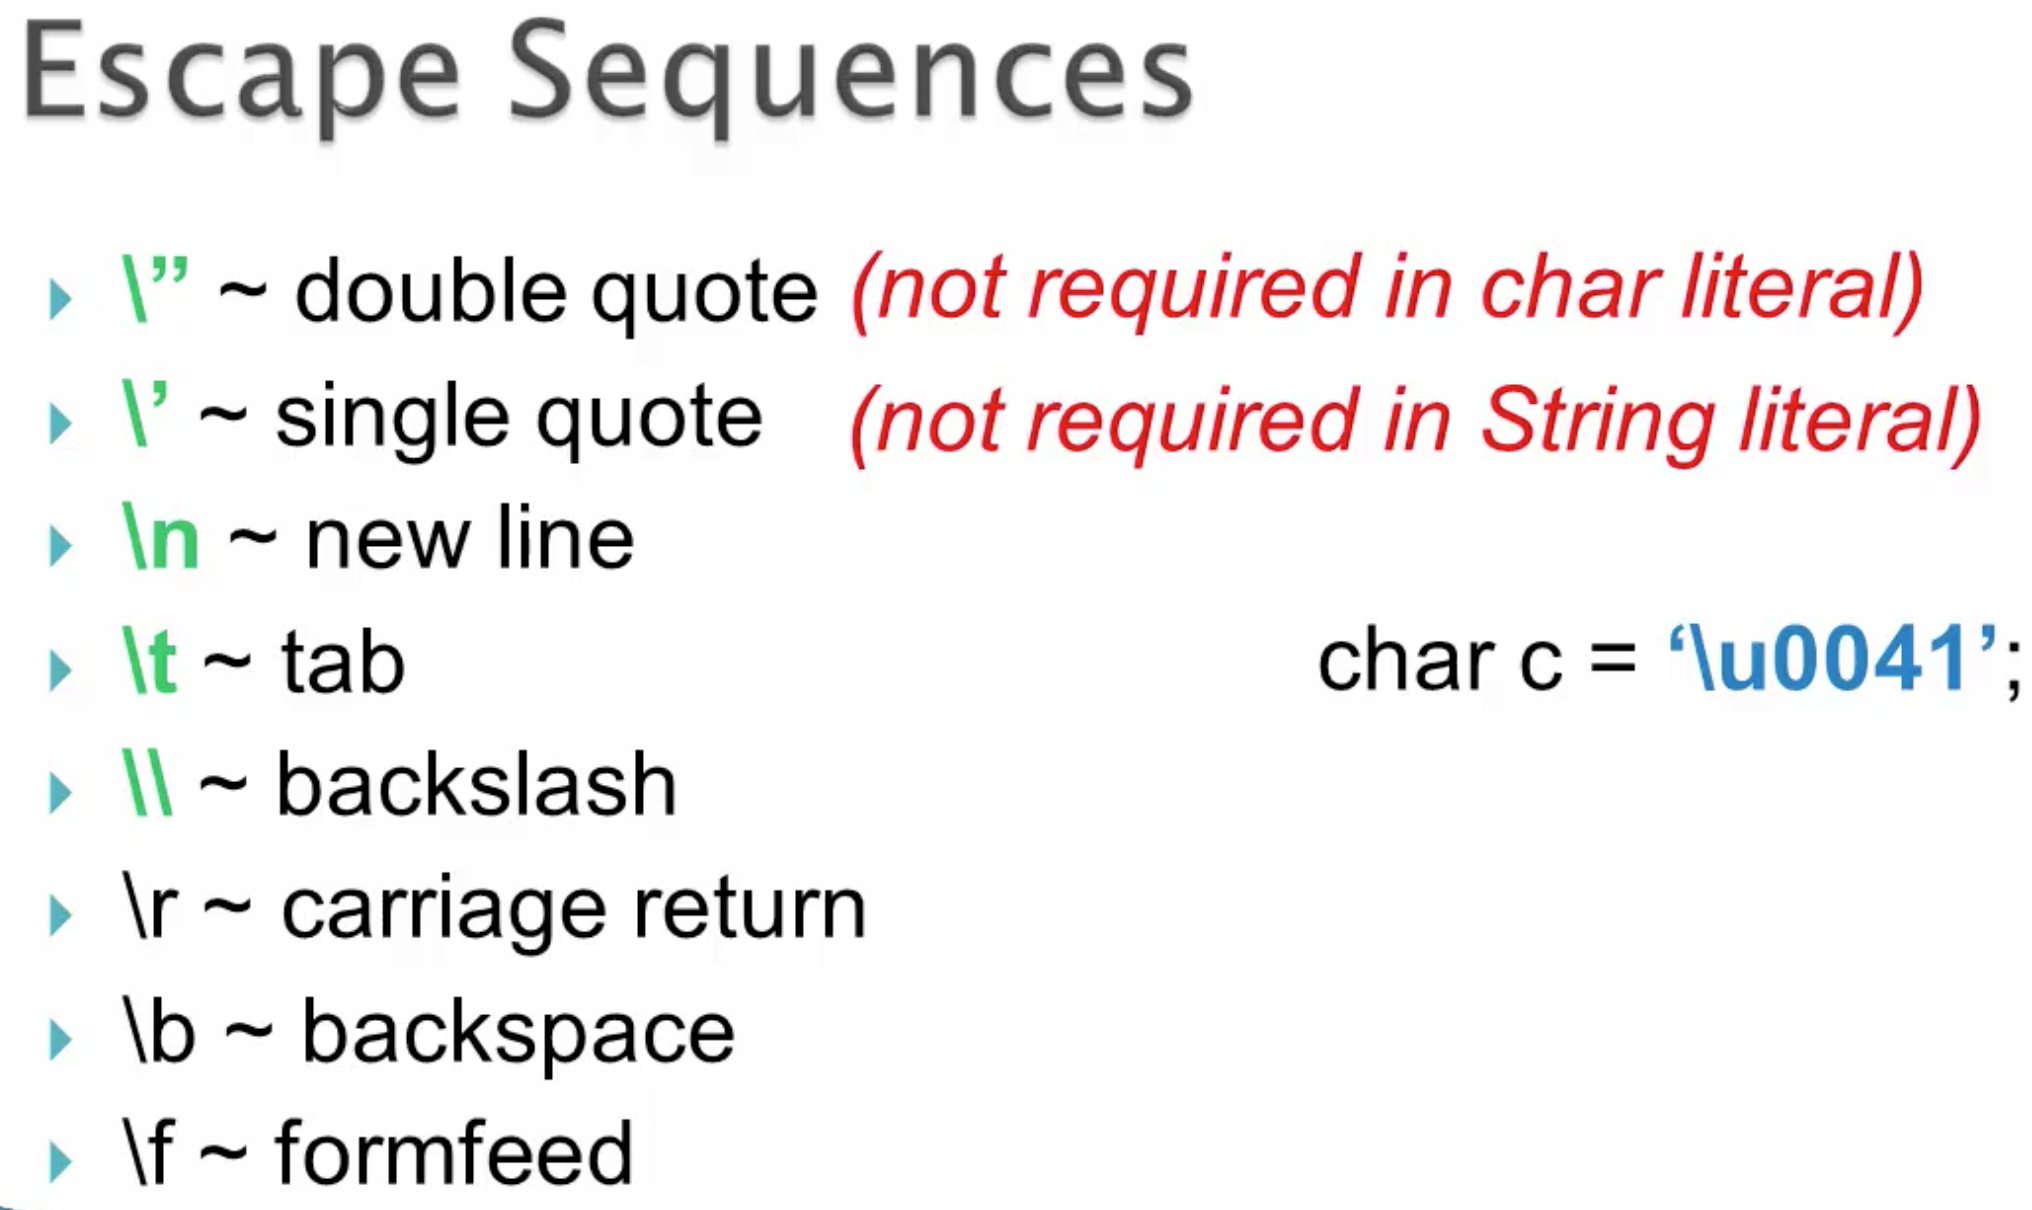 Escape Sequences
\” ~ double quote (not required in char literal)
\’ ~ single quote (not required in String literal)
\n ~ new line
\t ~ tab
char c = ‘\u0041’;
\\ ~ backslash
\r ~ carriage return
\b ~ backspace
\f ~ formfeed